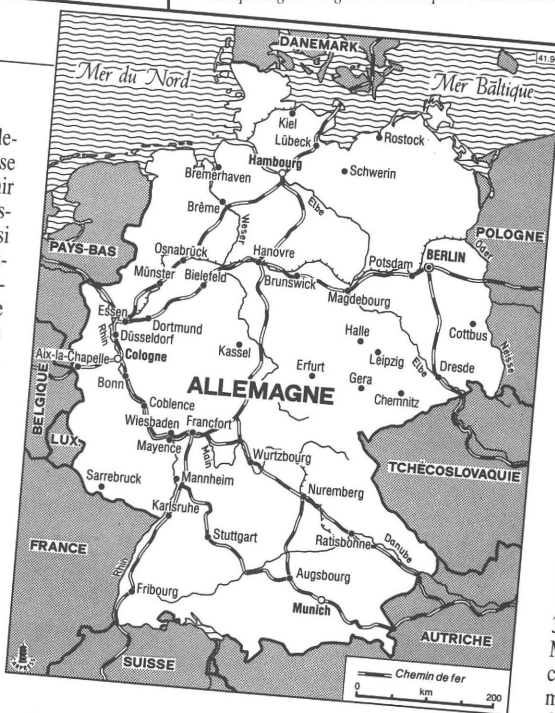 DANEMARK
41.9
Mer du Nord
Mer Baltique
Kiel
Lübeck
Rostock
Hambourg
Schwerin
Bremerhaven
Brême
Elbe
Weser
POLOGNE
PAYS-BAS
Oder
Osnabrück
Hanovre
Potsdam
BERLIN
Münster
Bielefeld
Brunswick
Magdebourg
Essen
Dortmund
Rhin
Düsseldorf
Halle
Cottbus
Neisse
Aix-la-Chapelle
Cologne
Kassel
Leipzig
Elbe
Erfurt
Dresde
Bonn
Gera
Chemnitz
ALLEMAGNE
BELGIQUE
Coblence
Wiesbaden
Francfort
LUX.
Mayence
Main
Wurtzbourg
TCHÉCOSLOVAQUIE
Sarrebruck
Mannheim
Nuremberg
Karlsruhe
FRANCE
Stuttgart
Ratisbonne
Danube
Rhin
Augsbourg
Fribourg
Munich
AUTRICHE
SUISSE
Chemin de fer
0
km
200